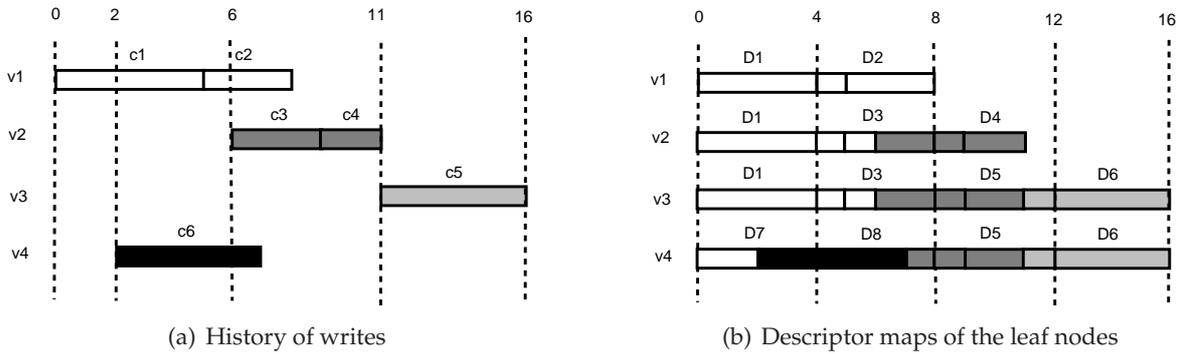 0 2 6 11 16
c1 c2
v1
c3 c4
v2
c5
v3
c6
v4
(a) History of writes
0 4 8 12 16
D1 D2
v1
D1 D3 D4
v2
D1 D3 D5 D6
v3
D7 D8 D5 D6
v4
(b) Descriptor maps of the leaf nodes